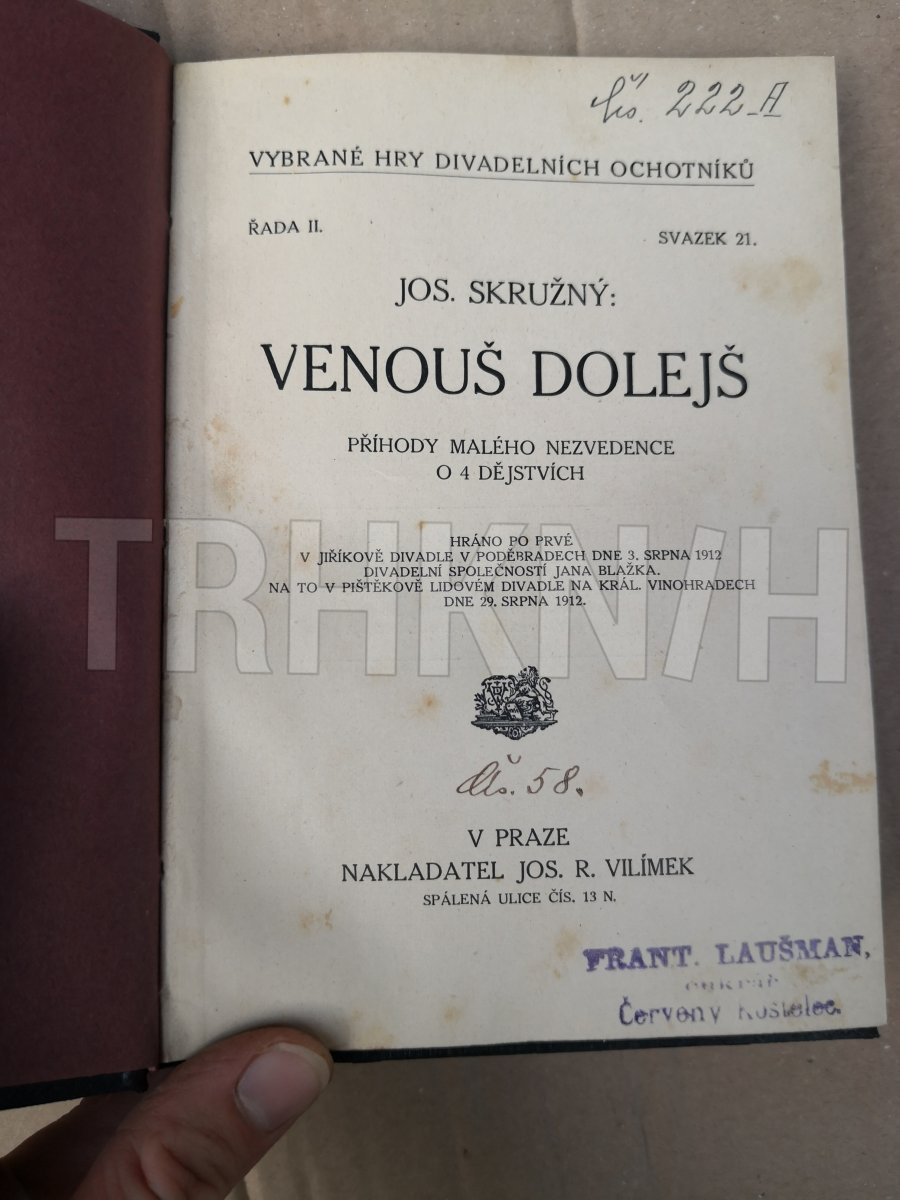 čís. 222-A
VYBRANÉ HRY DIVADELNÍCH OCHOTNÍKŮ
ŘADA II.
SVAZEK 21.
JOS. SKRUŽNÝ:
VENOUŠ DOLEJŠ
PŘÍHODY MALÉHO NEZVEDENCE
O 4 DĚJSTVÍCH
HRÁNO PO PRVÉ
V JIŘÍKOVĚ DIVADLE V PODĚBRADECH DNE 3. SRPNA 1912
DIVADELNÍ SPOLEČNOSTÍ JANA BLAŽKA.
NA TO V PIŠTĚKOVĚ LIDOVÉM DIVADLE NA KRÁL. VINOHRADECH
DNE 29. SRPNA 1912.
TRHKNIH
58.
V PRAZE
NAKLADATEL JOS. R. VILÍMEK
SPÁLENÁ ULICE ČÍS. 13 N.
FRANT. LAUŠMAN,
Červený Kostelec.